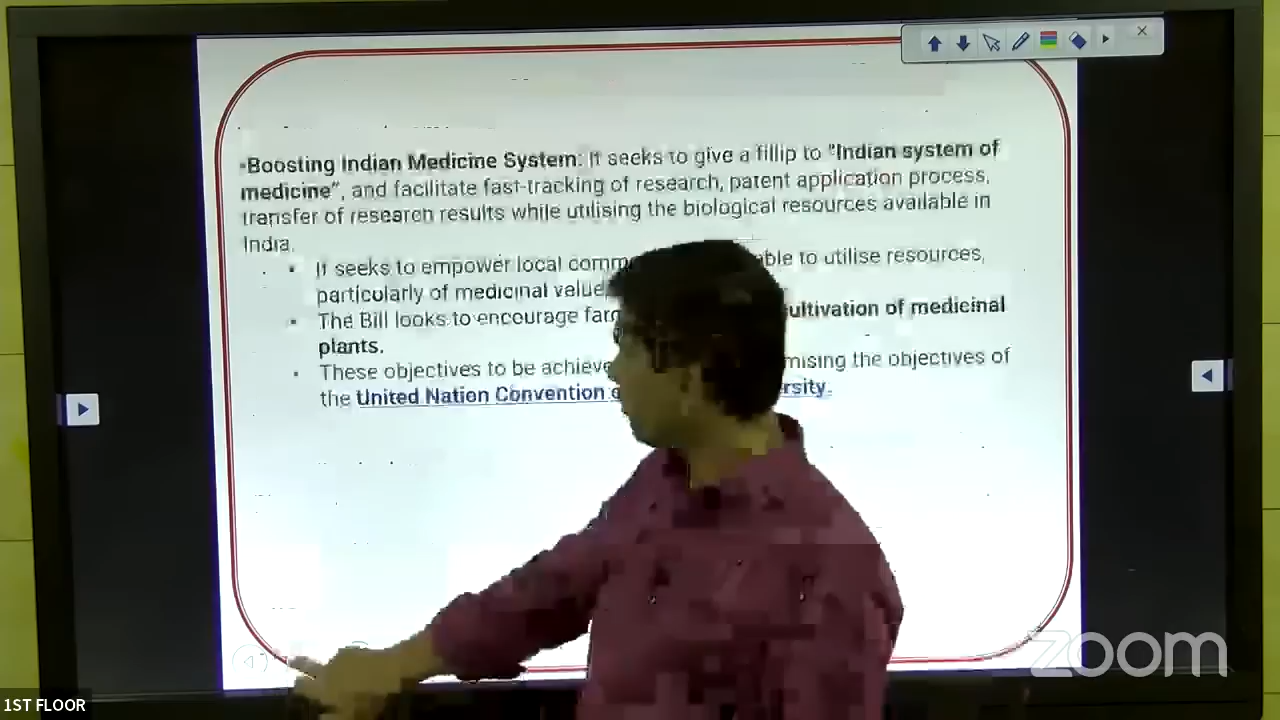 •Boosting Indian Medicine System: It seeks to give a fillip to "Indian system of
medicine", and facilitate fast-tracking of research, patent application process,
transfer of research results while utilising the biological resources available in
India.
• It seeks to empower local comm ble to utilise resources,
particularly of medicinal value
• The Bill looks to encourage far ultivation of medicinal
plants.
• These objectives to be achieve mising the objectives of
the United Nation Convention rsity.
zoom
1ST FLOOR